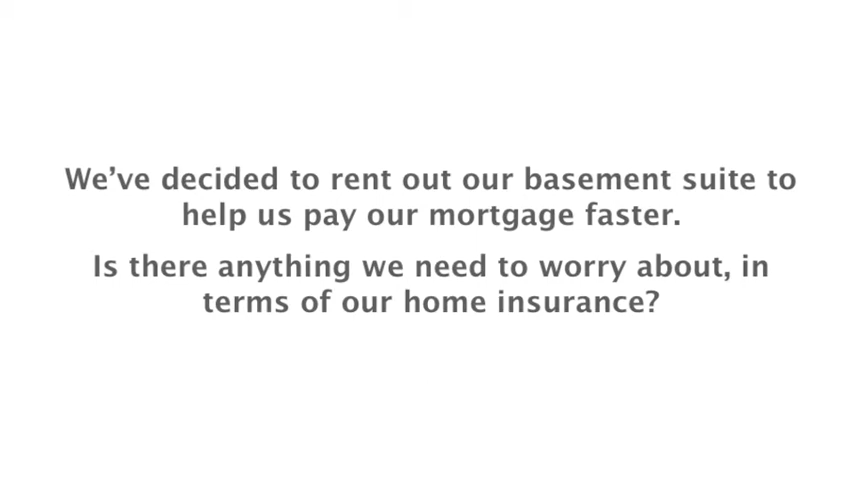 We’ve decided to rent out our basement suite to
help us pay our mortgage faster.
Is there anything we need to worry about, in
terms of our home insurance?